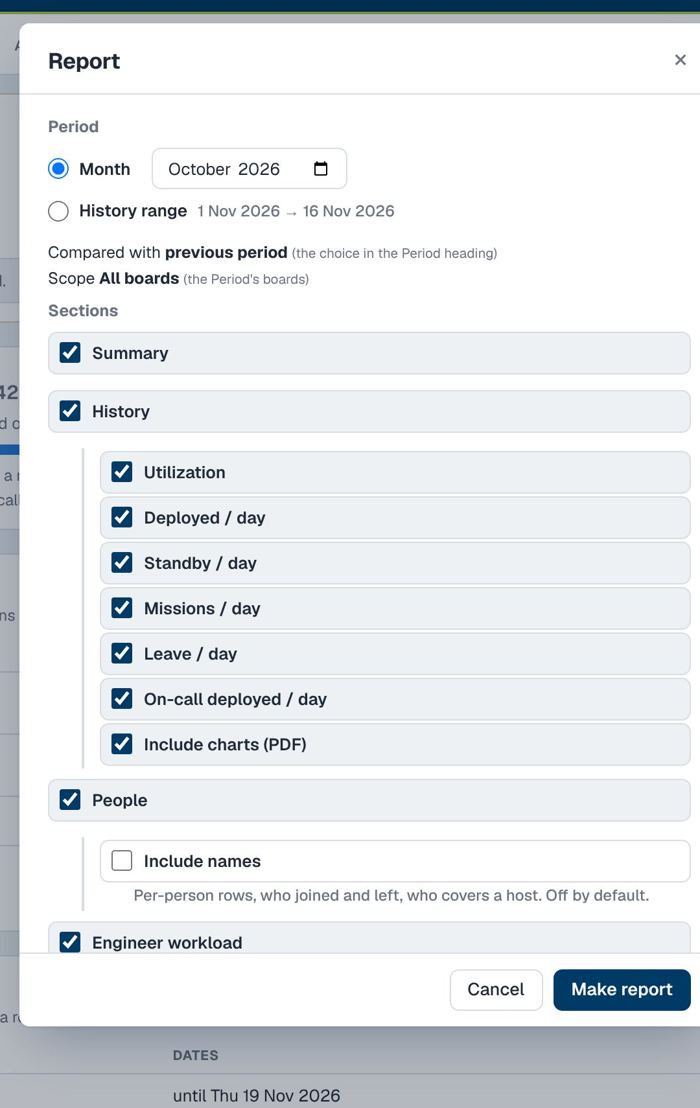 Report
×
Period
Month
October 2026
History range 1 Nov 2026 → 16 Nov 2026
Compared with previous period (the choice in the Period heading)
Scope All boards (the Period's boards)
Sections
Summary
History
Utilization
Deployed / day
Standby / day
Missions / day
Leave / day
On-call deployed / day
Include charts (PDF)
People
Include names
Per-person rows, who joined and left, who covers a host. Off by default.
Engineer workload
Cancel
Make report
DATES
until Thu 19 Nov 2026